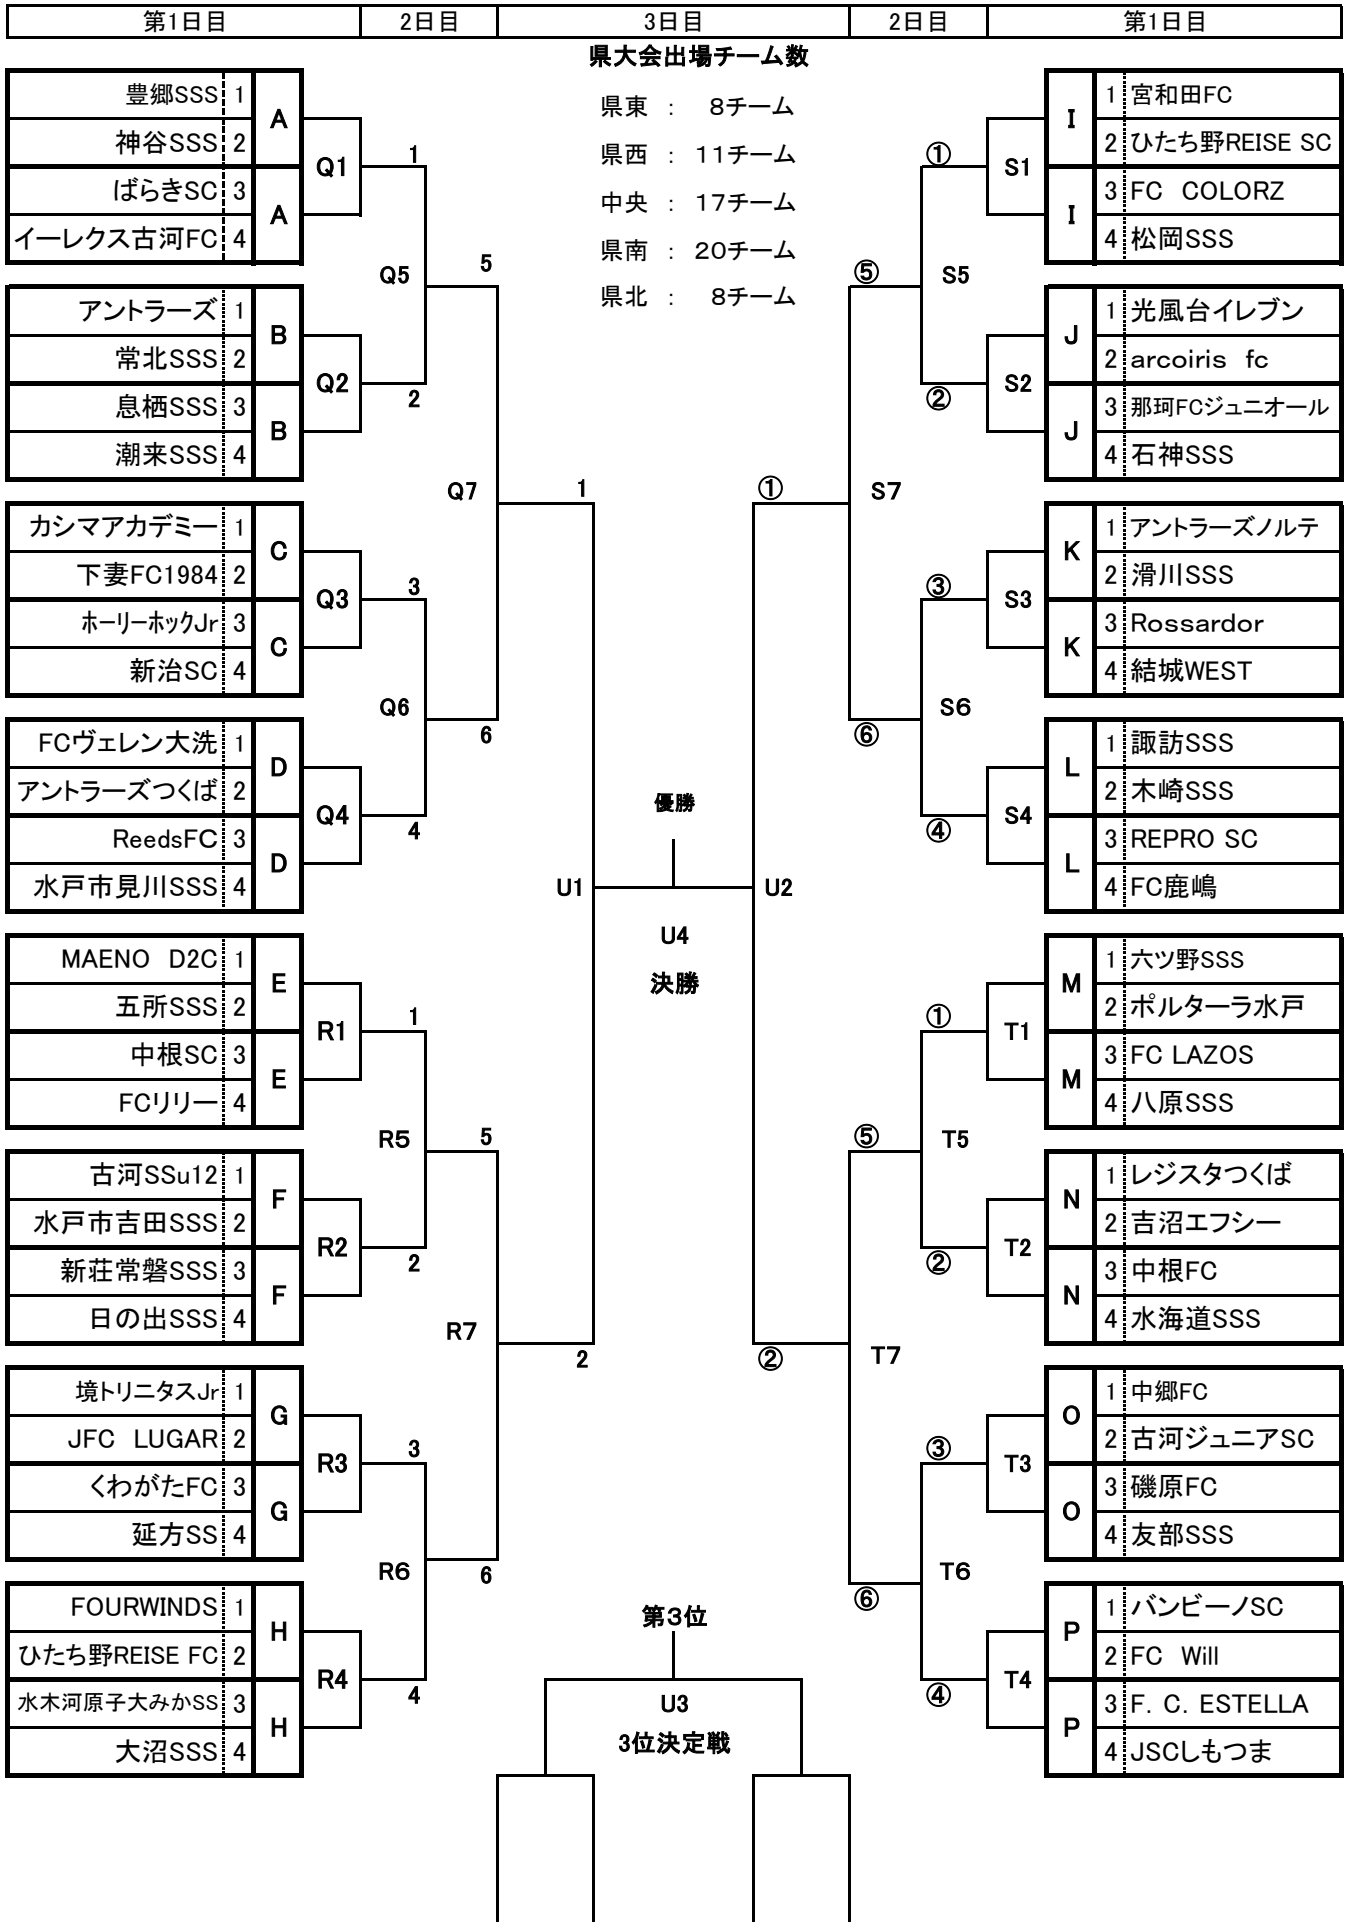 第1日目 2日目 3日目 2日目 第1日目
県大会出場チーム数
県東 : 8チーム
県西 : 11チーム
中央 : 17チーム
県南 : 20チーム
県北 : 8チーム
豊郷SSS 1
神谷SSS 2
A
ばらきSC 3
イーレクス古河FC 4
A
Q1
1
アントラーズ 1
常北SSS 2
B
息栖SSS 3
潮来SSS 4
B
Q2
2
Q5
5
カシマアカデミー 1
下妻FC1984 2
C
ホーリーホックJr 3
新治SC 4
C
Q3
3
FCヴェレン大洗 1
アントラーズつくば 2
D
ReedsFC 3
水戸市見川SSS 4
D
Q4
4
Q6
6
Q7
1
MAENO D2C 1
五所SSS 2
E
中根SC 3
FCリリー 4
E
R1
1
古河SSu12 1
水戸市吉田SSS 2
F
新荘常磐SSS 3
日の出SSS 4
F
R2
2
R5
5
境トリニタスJr 1
JFC LUGAR 2
G
くわがたFC 3
延方SS 4
G
R3
3
FOURWINDS 1
ひたち野REISE FC 2
H
水木河原子大みかSS 3
大沼SSS 4
H
R4
4
R6
6
R7
2
U1
優勝
U4
決勝
U2
第3位
U3
3位決定戦
1 宮和田FC
2 ひたち野REISE SC
I
3 FC COLORZ
4 松岡SSS
I
S1
①
1 光風台イレブン
2 arcoiris fc
J
3 那珂FCジュニオール
4 石神SSS
J
S2
②
S5
⑤
1 アントラーズノルテ
2 滑川SSS
K
3 Rossardor
4 結城WEST
K
S3
③
1 諏訪SSS
2 木崎SSS
L
3 REPRO SC
4 FC鹿嶋
L
S4
④
S6
⑥
S7
①
1 六ツ野SSS
2 ポルターラ水戸
M
3 FC LAZOS
4 八原SSS
M
T1
①
1 レジスタつくば
2 吉沼エフシー
N
3 中根FC
4 水海道SSS
N
T2
②
T5
⑤
1 中郷FC
2 古河ジュニアSC
O
3 磯原FC
4 友部SSS
O
T3
③
1 バンビーノSC
2 FC Will
P
3 F. C. ESTELLA
4 JSCしもつま
P
T4
④
T6
⑥
T7
②